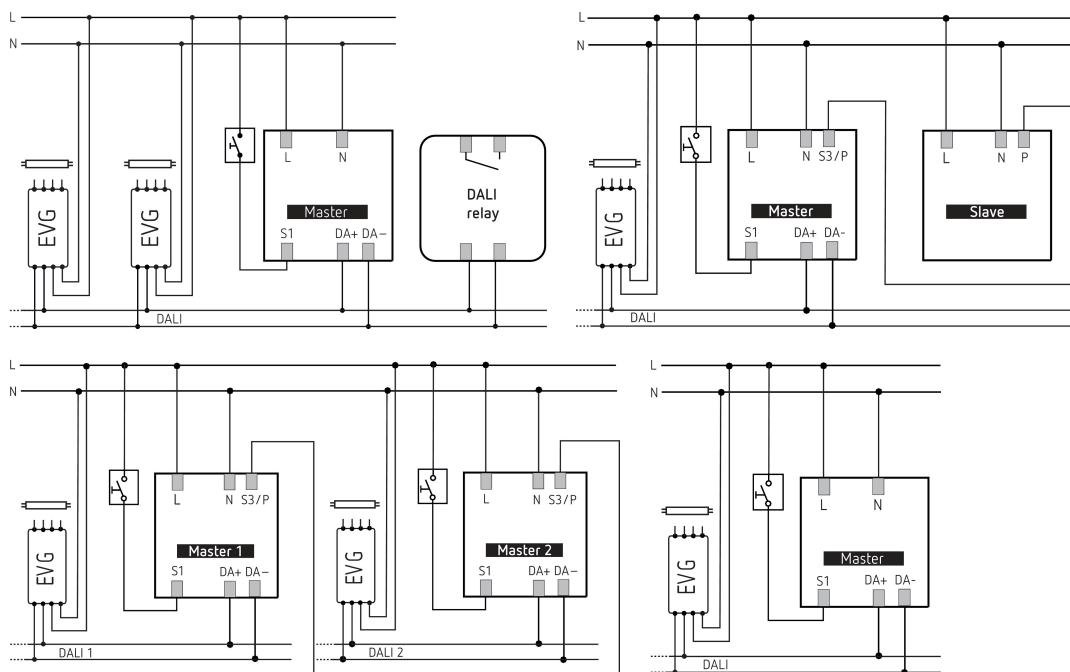 L
N
L N
EVG EVG
Master
S1 DA+ DA−
DALI
relay
DALI
L
N
L N S3/P
EVG
Master
S1 DA+ DA-
L N P
Slave
DALI
L
N
L N S3/P
EVG
Master 1
S1 DA+ DA−
DALI 1
L N S3/P
EVG
Master 2
S1 DA+ DA−
DALI 2
L
N
L N
EVG
Master
S1 DA+ DA-
DALI